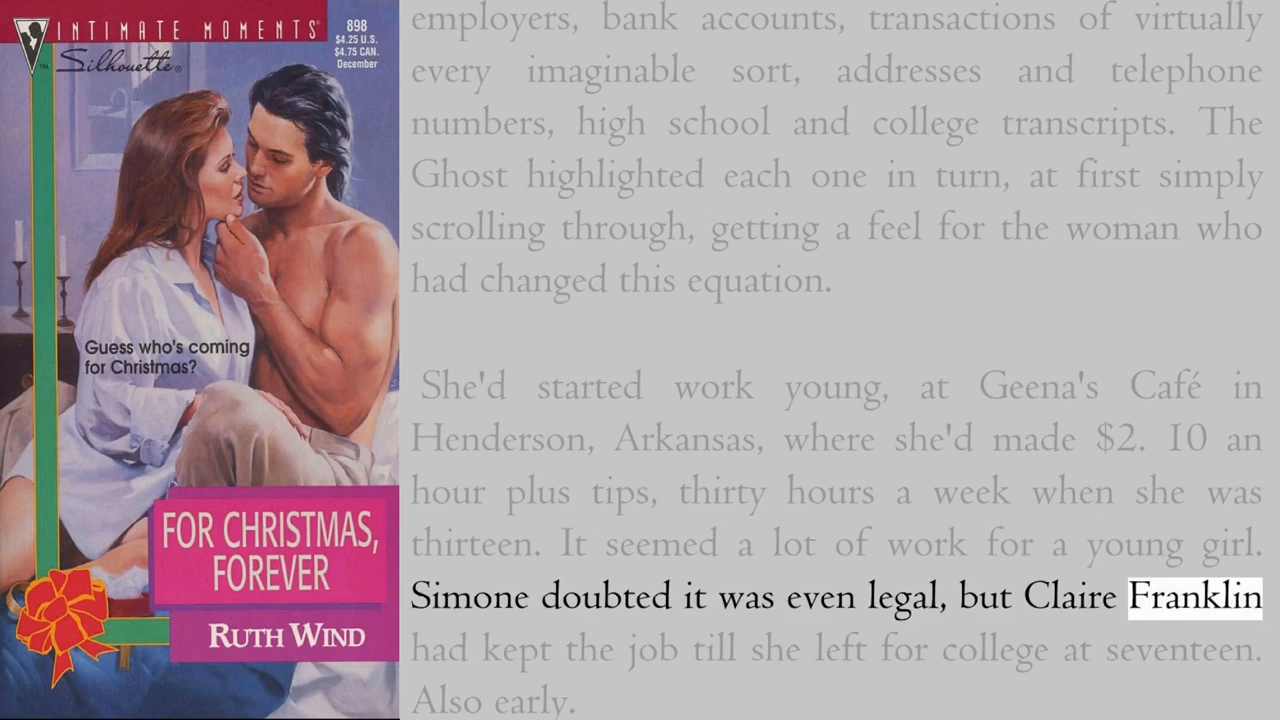 INTIMATE MOMENTS®
Silhouette®
TM
898
$4.25 U.S.
$4.75 CAN.
December
Guess who's coming
for Christmas?
FOR CHRISTMAS,
FOREVER
RUTH WIND
employers, bank accounts, transactions of virtually
every imaginable sort, addresses and telephone
numbers, high school and college transcripts. The
Ghost highlighted each one in turn, at first simply
scrolling through, getting a feel for the woman who
had changed this equation.
She'd started work young, at Geena's Café in
Henderson, Arkansas, where she'd made $2. 10 an
hour plus tips, thirty hours a week when she was
thirteen. It seemed a lot of work for a young girl.
Simone doubted it was even legal, but Claire Franklin
had kept the job till she left for college at seventeen.
Also early.